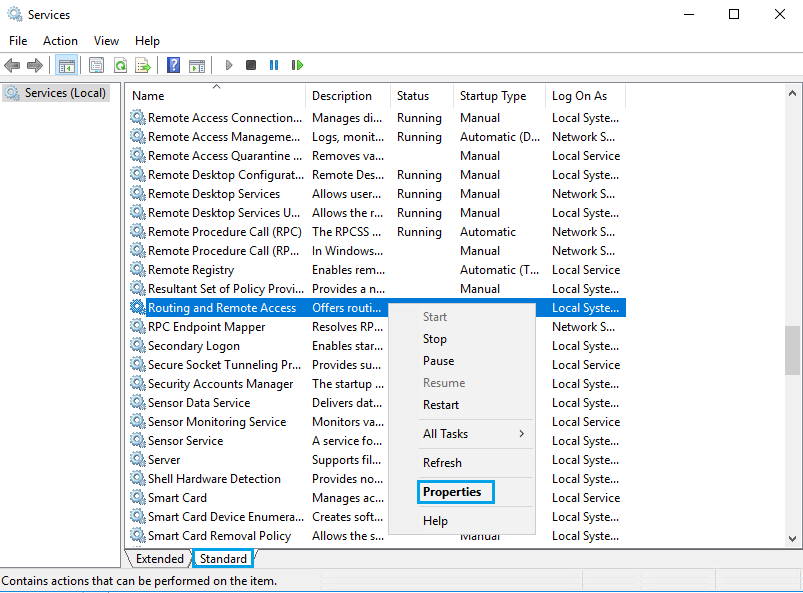 Services
File Action View Help
Services (Local)
Name Description Status Startup Type Log On As
Remote Access Connection... Manages di... Running Manual Local Syste...
Remote Access Manageme... Logs, monit... Running Automatic (D... Network S...
Remote Access Quarantine ... Removes va... Manual Local Service
Remote Desktop Configurat... Remote Des... Running Manual Local Syste...
Remote Desktop Services Allows user... Running Manual Network S...
Remote Desktop Services U... Allows the r... Running Manual Local Syste...
Remote Procedure Call (RPC) The RPCSS ... Running Automatic Network S...
Remote Procedure Call (RP... In Windows... Manual Network S...
Remote Registry Enables rem... Automatic (T... Local Service
Resultant Set of Policy Provi... Provides a n... Manual Local Syste...
Routing and Remote Access Offers routi... Local Syste...
RPC Endpoint Mapper Resolves RP... Network S...
Secondary Logon Enables star... Local Syste...
Secure Socket Tunneling Pr... Provides su... Local Service
Security Accounts Manager The startup ... Local Syste...
Sensor Data Service Delivers dat... Local Syste...
Sensor Monitoring Service Monitors va... Local Service
Sensor Service A service fo... Local Syste...
Server Supports fil... Local Syste...
Shell Hardware Detection Provides no... Local Syste...
Smart Card Manages ac... Local Service
Smart Card Device Enumera... Creates soft... Local Syste...
Smart Card Removal Policy Allows the s... Manual Local Syste...
Start
Stop
Pause
Resume
Restart
All Tasks
Refresh
Properties
Help
Extended Standard
Contains actions that can be performed on the item.